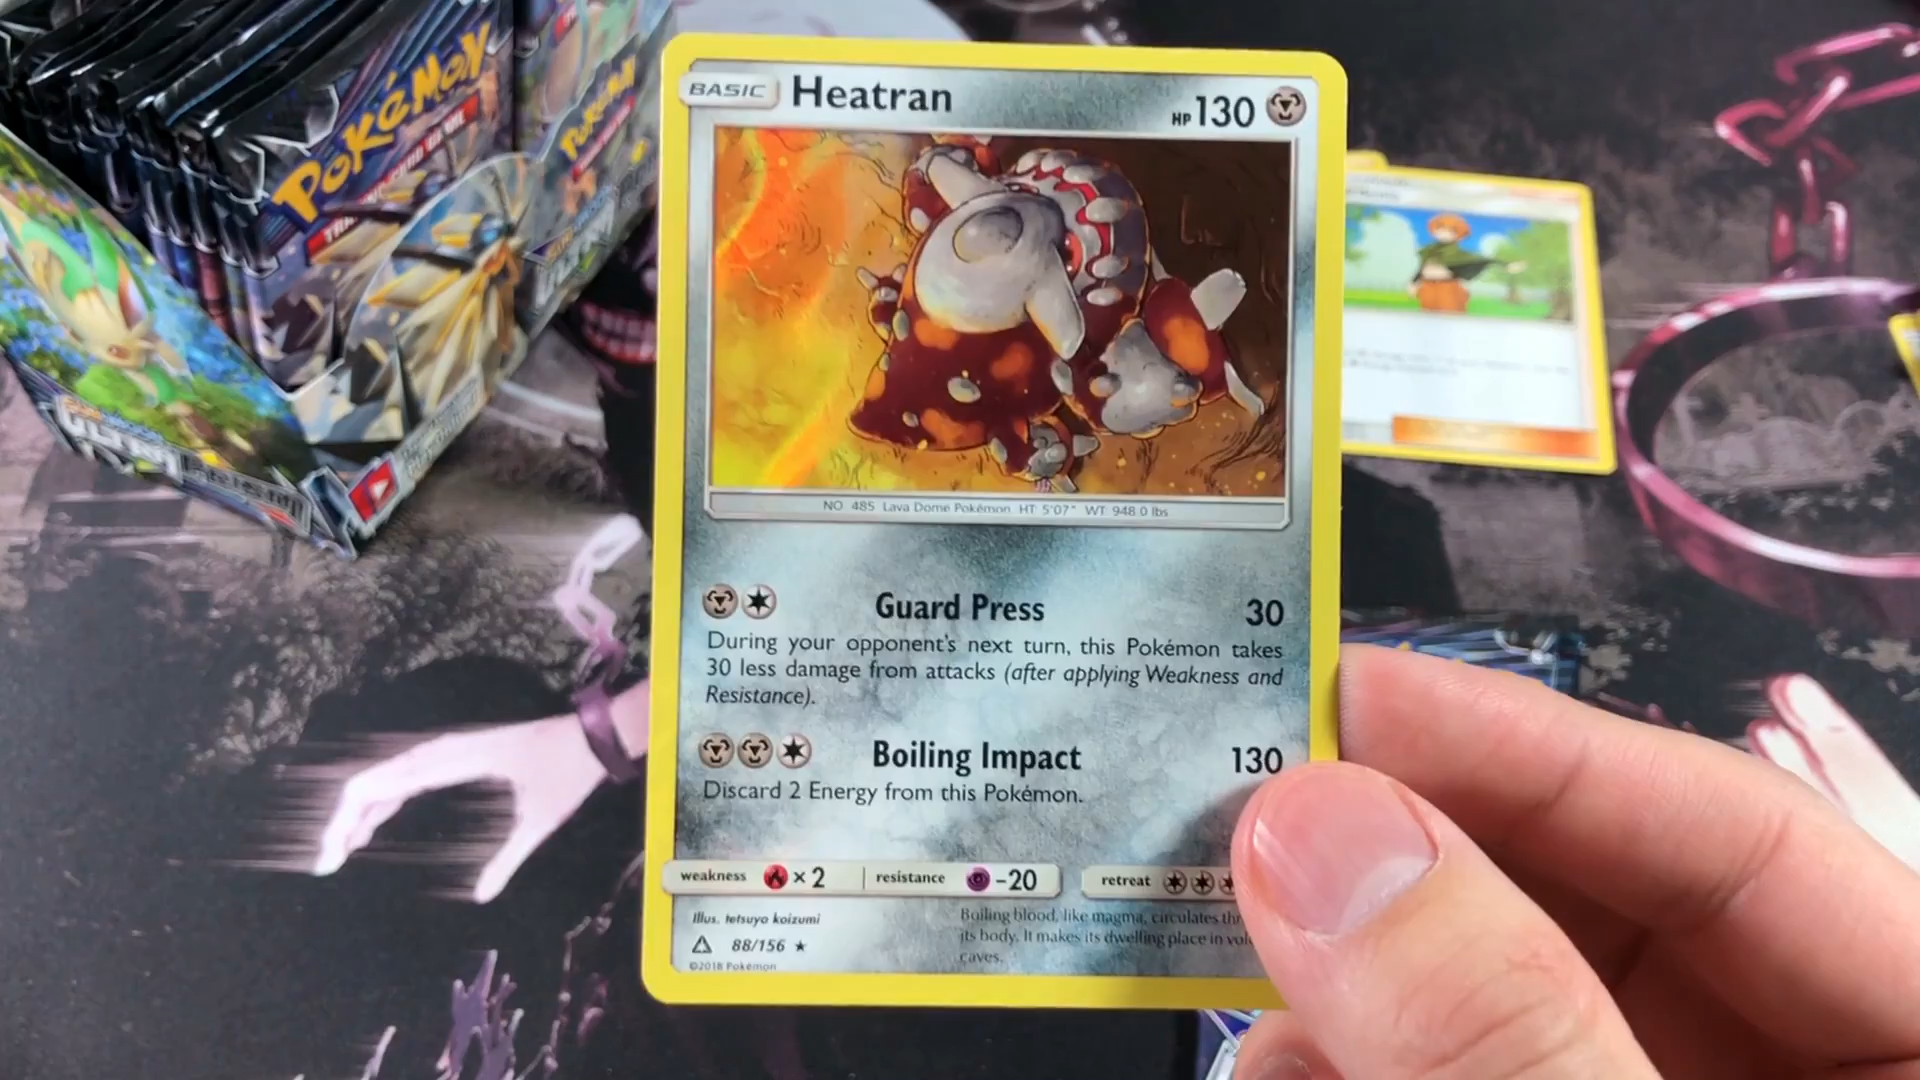 POKéMON
POKéMON
ULTRA
BASIC Heatran HP 130
NO 485 Lava Dome Pokémon HT 5'07" WT 948.0 lbs
Guard Press 30
During your opponent's next turn, this Pokémon takes
30 less damage from attacks (after applying Weakness and
Resistance).
Boiling Impact 130
Discard 2 Energy from this Pokémon.
weakness ×2 resistance -20 retreat
Illus. tetsuya koizumi
88/156
©2018 Pokémon
Boiling blood, like magma, circulates
its body. It makes its dwelling place in
caves.